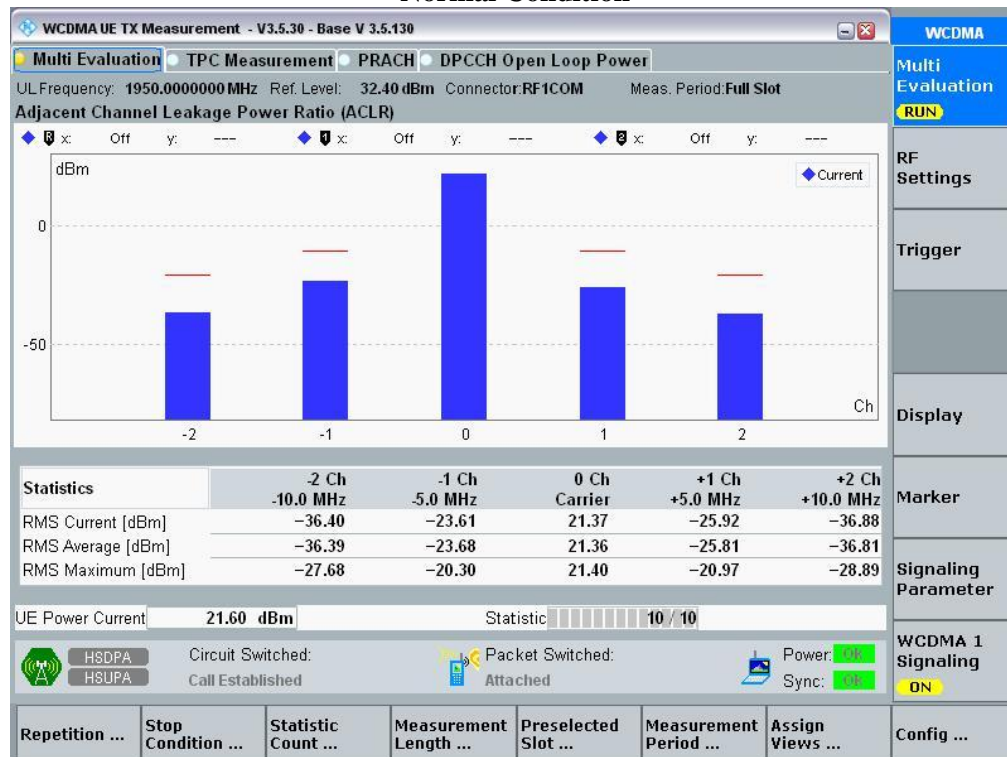 Normal Condition
WCDMA UE TX Measurement - V3.5.30 - Base V 3.5.130
WCDMA
Multi Evaluation TPC Measurement PRACH DPCCH Open Loop Power
Multi Evaluation
RUN
UL Frequency: 1950.0000000 MHz Ref. Level: 32.40 dBm Connector:RF1COM Meas. Period:Full Slot
Adjacent Channel Leakage Power Ratio (ACLR)
R x: Off y: --- 1 x: Off y: --- 2 x: Off y: ---
dBm
Current
0
-50
Ch
-2 -1 0 1 2
RF Settings
Trigger
Display
Marker
Signaling Parameter
WCDMA 1 Signaling
ON
Statistics -2 Ch -1 Ch 0 Ch +1 Ch +2 Ch
-10.0 MHz -5.0 MHz Carrier +5.0 MHz +10.0 MHz
RMS Current [dBm] −36.40 −23.61 21.37 −25.92 −36.88
RMS Average [dBm] −36.39 −23.68 21.36 −25.81 −36.81
RMS Maximum [dBm] −27.68 −20.30 21.40 −20.97 −28.89
UE Power Current 21.60 dBm Statistic 10 / 10
HSDPA Circuit Switched: Packet Switched: Power: OK
HSUPA Call Established Attached Sync: OK
Repetition ... Stop Condition ... Statistic Count ... Measurement Length ... Preselected Slot ... Measurement Period ... Assign Views ... Config ...